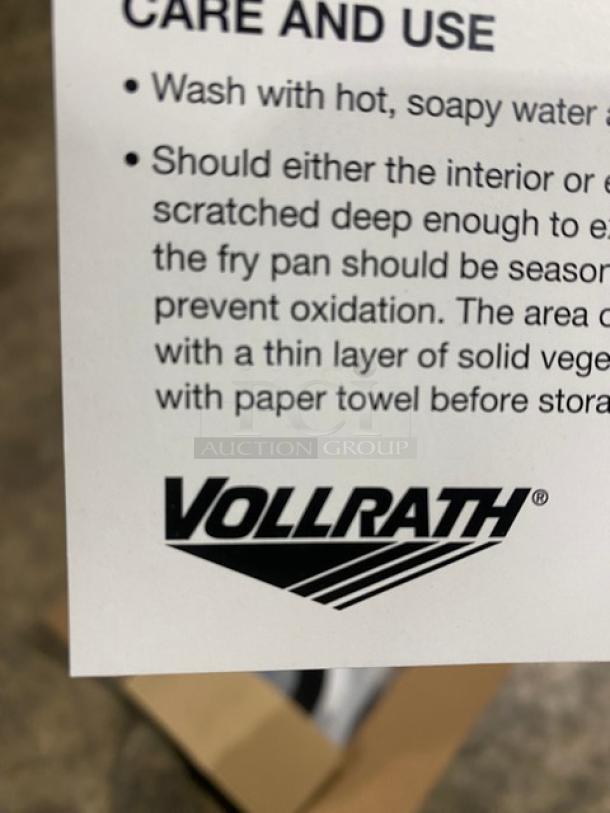 CARE AND USE
• Wash with hot, soapy water
• Should either the interior or
scratched deep enough to
the fry pan should be
prevent oxidation. The area
with a thin layer of solid
with paper towel before
PCI
AUCTION GROUP
VOLLRATH®